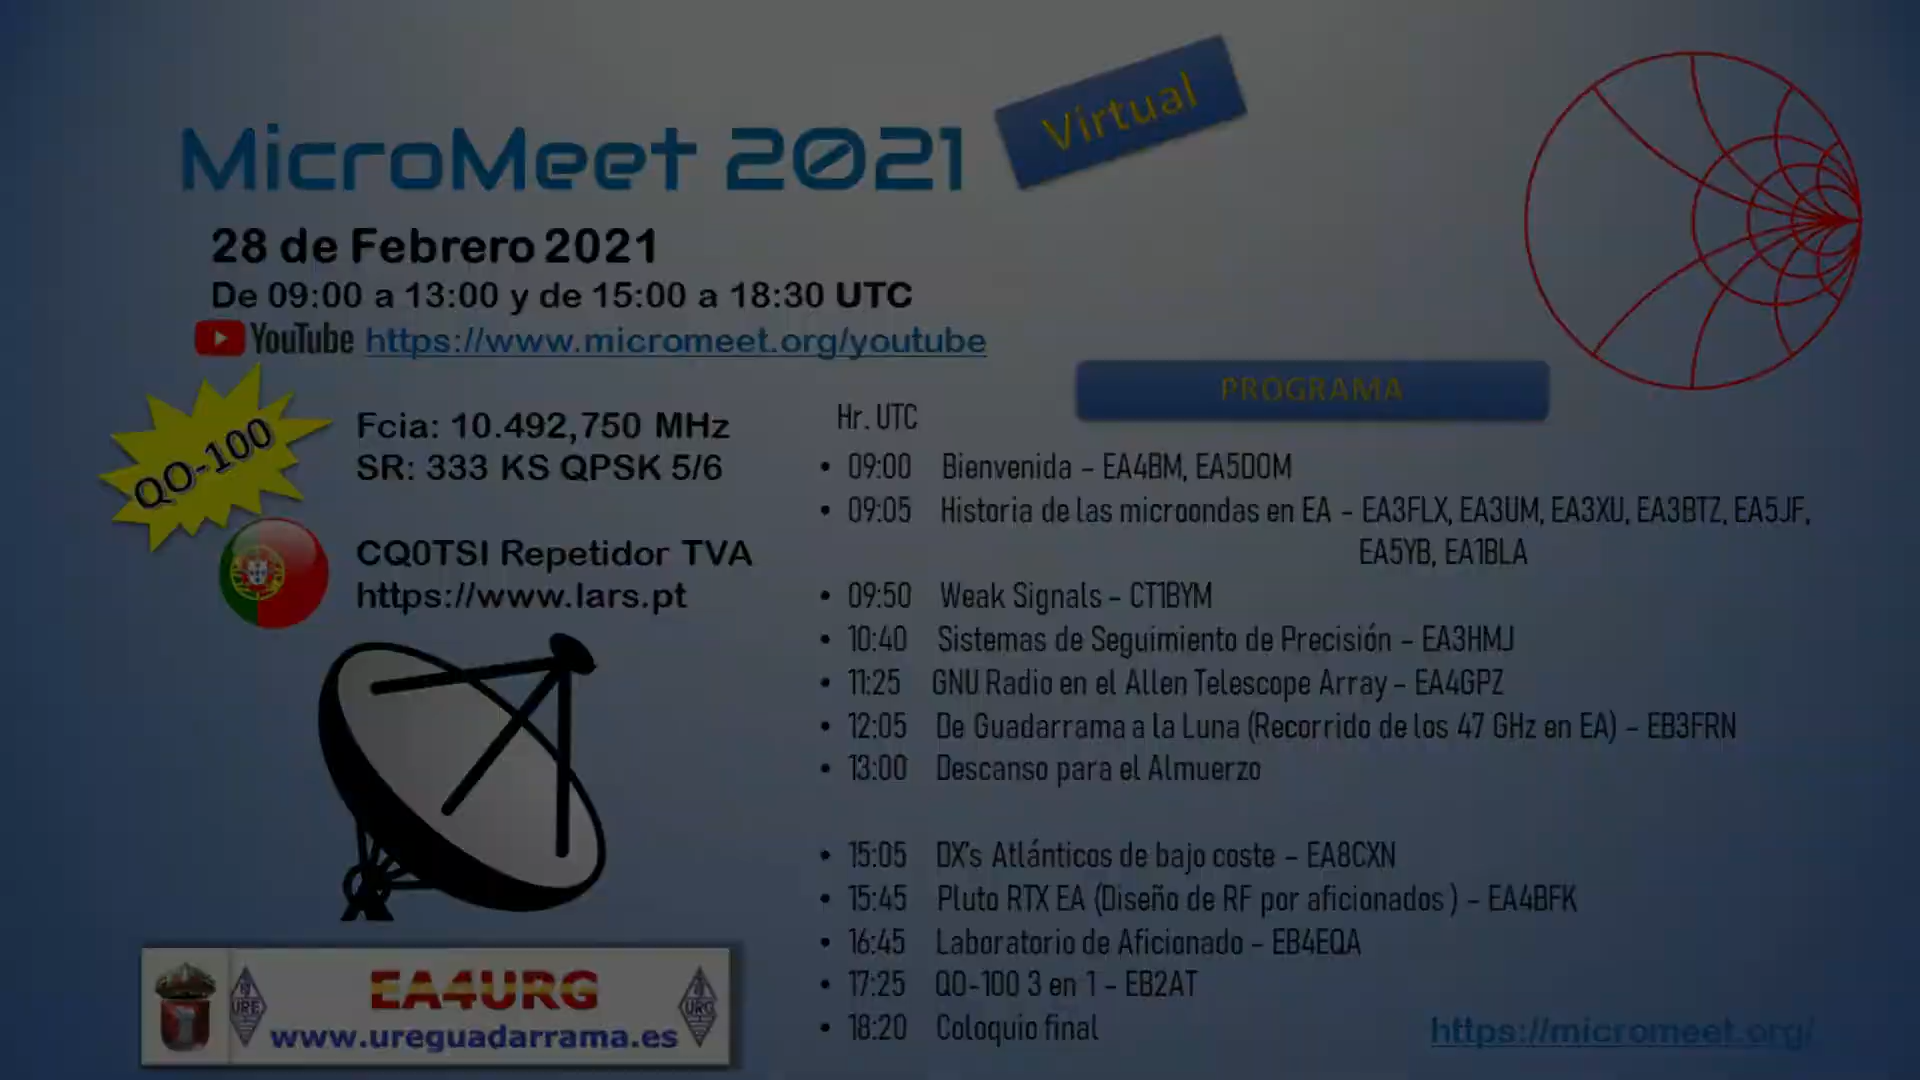 MicroMeet 2021
Virtual
28 de Febrero 2021
De 09:00 a 13:00 y de 15:00 a 18:30 UTC
YouTube https://www.micromeet.org/youtube
QO-100
Fcia: 10.492,750 MHz
SR: 333 KS QPSK 5/6
CQ0TSI Repetidor TVA
https://www.lars.pt
PROGRAMA
Hr. UTC
• 09:00 Bienvenida – EA4BM, EA5DOM
• 09:05 Historia de las microondas en EA – EA3FLX, EA3UM, EA3XU, EA3BTZ, EA5JF,
EA5YB, EA1BLA
• 09:50 Weak Signals – CT1BYM
• 10:40 Sistemas de Seguimiento de Precisión – EA3HMJ
• 11:25 GNU Radio en el Allen Telescope Array – EA4GPZ
• 12:05 De Guadarrama a la Luna (Recorrido de los 47 GHz en EA) – EB3FRN
• 13:00 Descanso para el Almuerzo
• 15:05 DX's Atlánticos de bajo coste – EA8CXN
• 15:45 Pluto RTX EA (Diseño de RF por aficionados ) – EA4BFK
• 16:45 Laboratorio de Aficionado – EB4EQA
• 17:25 QO-100 3 en 1 – EB2AT
• 18:20 Coloquio final
URE
EA4URG
URG
www.ureguadarrama.es
https://micromeet.org/